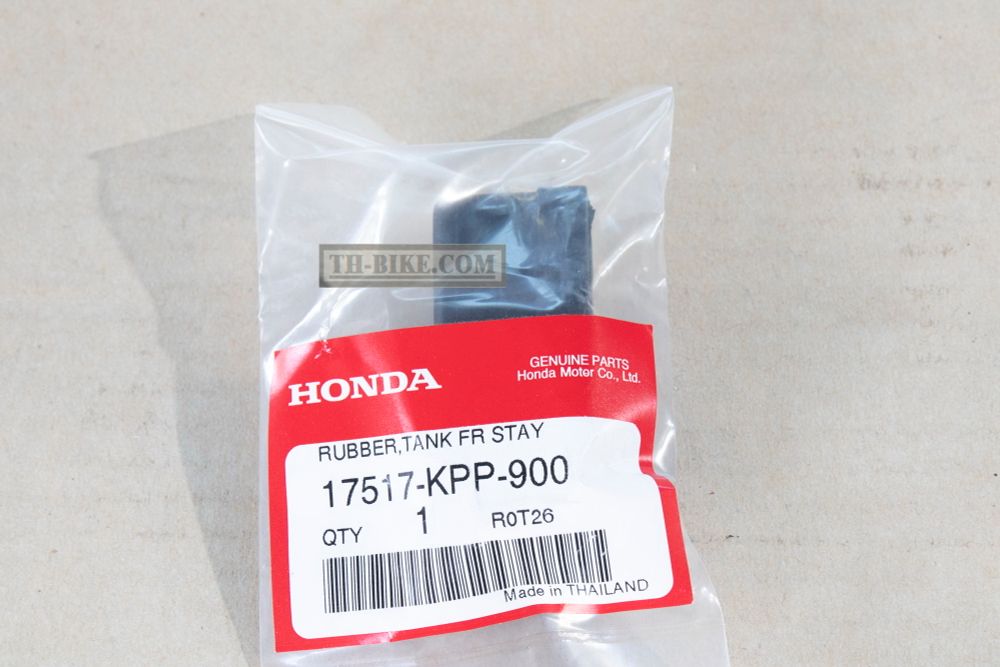 TH-BIKE.COM
HONDA
GENUINE PARTS
Honda Motor Co., Ltd.
RUBBER,TANK FR STAY
17517-KPP-900
QTY 1 R0T26
Made in THAILAND